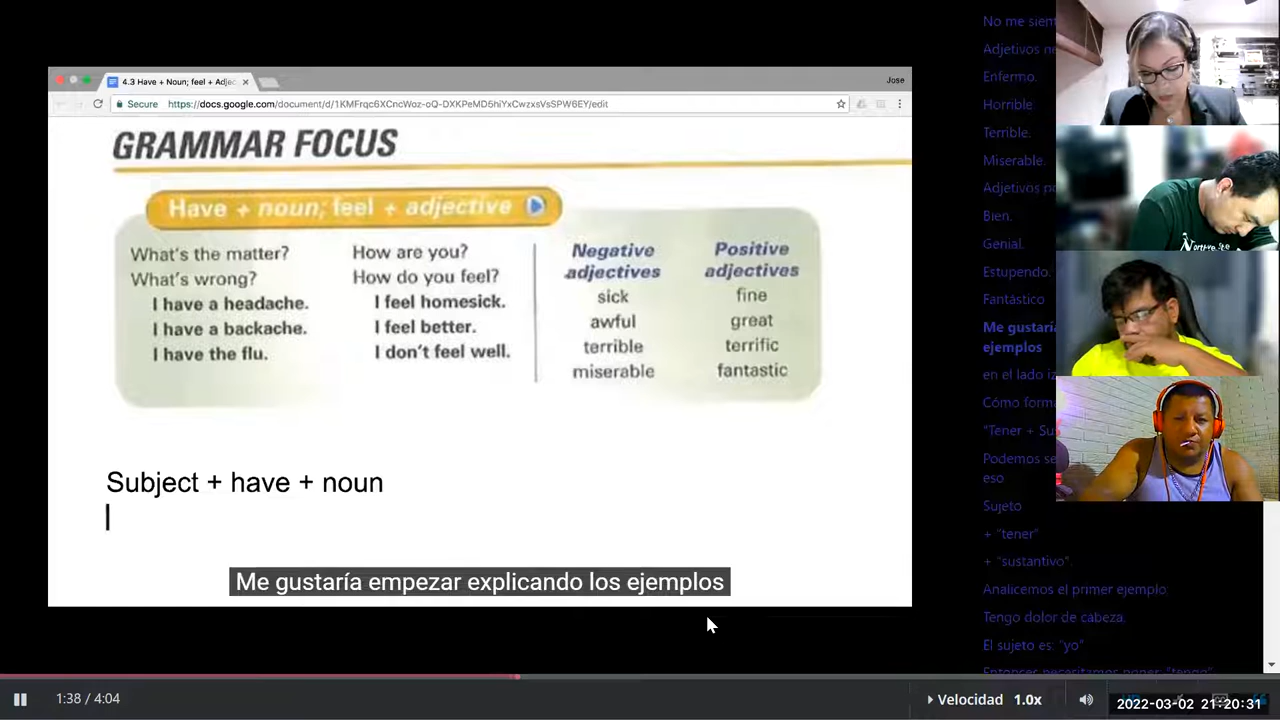 4.3 Have + Noun; feel + Adjec
Jose
Secure
https://docs.google.com/document/d/1KMFrqc6XCncWoz-oQ-DXKPeMD5hiYxCwzxsVsSPW6EY/edit
GRAMMAR FOCUS
Have + noun; feel + adjective
What's the matter?
What's wrong?
I have a headache.
I have a backache.
I have the flu.
How are you?
How do you feel?
I feel homesick.
I feel better.
I don't feel well.
Negative
adjectives
sick
awful
terrible
miserable
Positive
adjectives
fine
great
terrific
fantastic
Subject + have + noun
Me gustaría empezar explicando los ejemplos
No me
Adjetivos
Enfermo.
Horrible.
Terrible.
Miserable.
Adjetivos
Bien.
Genial.
Estupendo.
Fantástico
Me gustaría
ejemplos
en el lado
Cómo
"Tener +
Podemos
eso
Sujeto
+ "tener"
+ "sustantivo".
Analicemos el primer ejemplo:
Tengo dolor de cabeza.
El sujeto es: "yo"
Entonces necesitamos poner: "tengo"
1:38 / 4:04
Velocidad 1.0x
2022-03-02 21:20:31